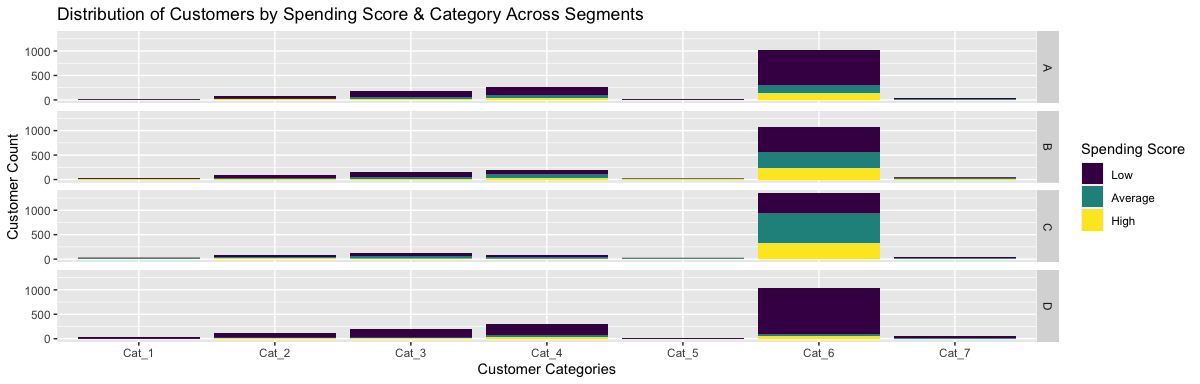 Distribution of Customers by Spending Score & Category Across Segments
Customer Count
1000
500
0
A
1000
500
0
B
1000
500
0
C
1000
500
0
D
Cat_1 Cat_2 Cat_3 Cat_4 Cat_5 Cat_6 Cat_7
Customer Categories
Spending Score
Low
Average
High